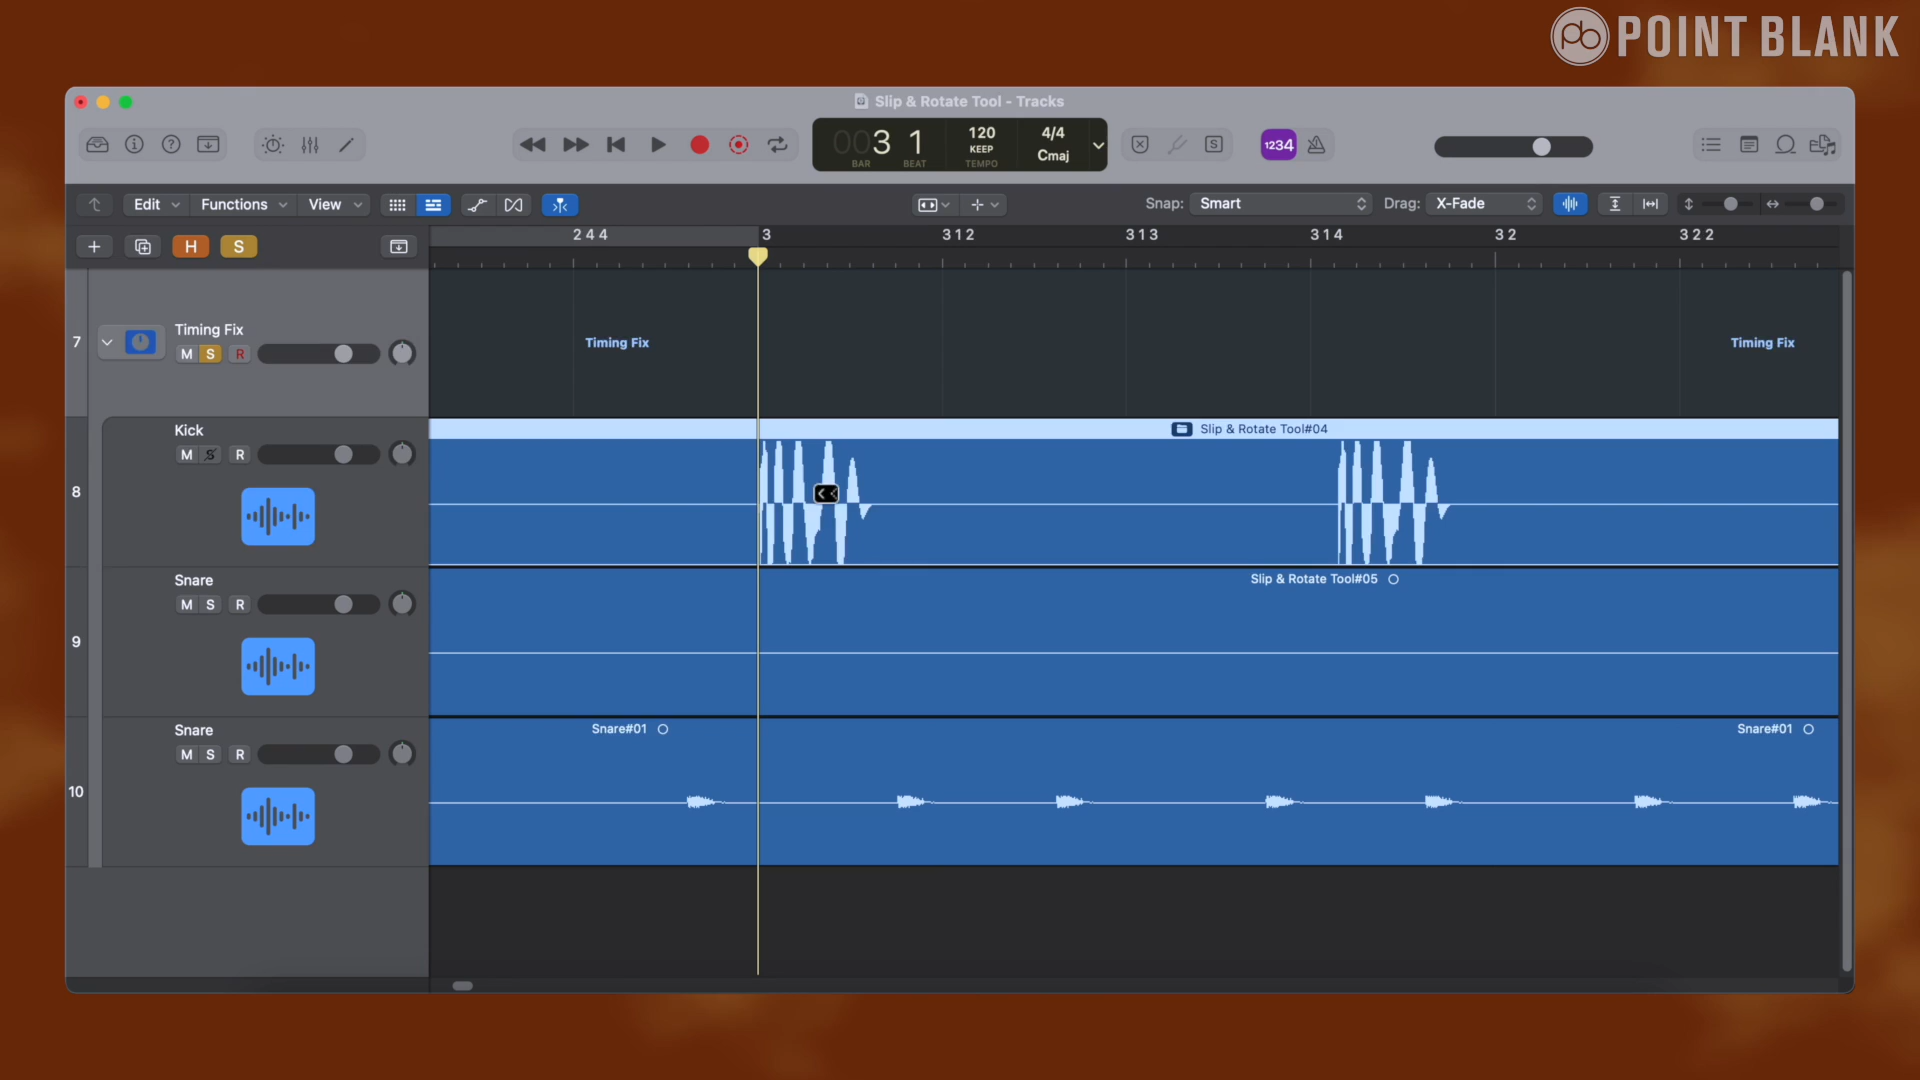 pb POINT BLANK
Slip & Rotate Tool - Tracks
003 1
BAR BEAT
120
KEEP
TEMPO
4/4
Cmaj
S
1234
Edit Functions View
Snap: Smart Drag: X-Fade
H S
2 4 4 3 3 1 2 3 1 3 3 1 4 3 2 3 2 2
7
Timing Fix
M S R
Timing Fix Timing Fix
8
Kick
M S R
Slip & Rotate Tool#04
9
Snare
M S R
Slip & Rotate Tool#05
10
Snare
M S R
Snare#01 Snare#01